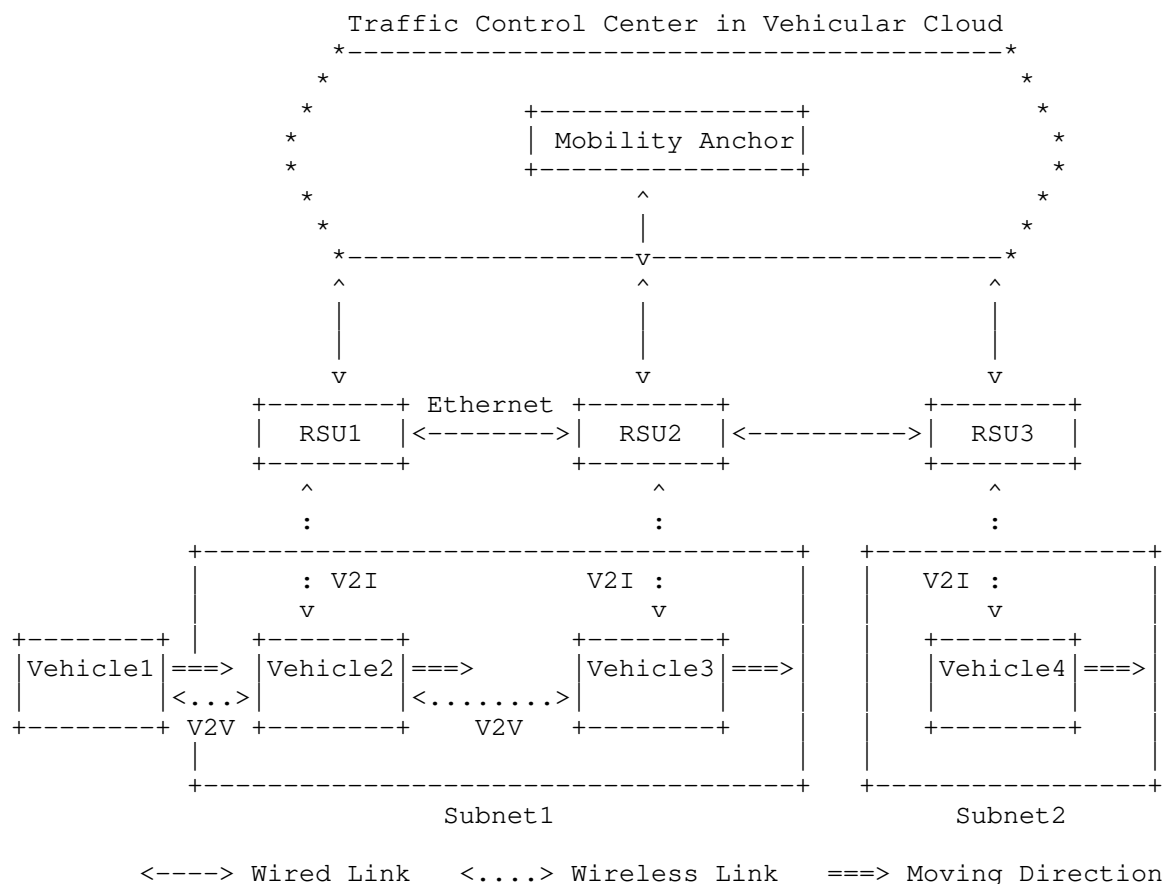 Traffic Control Center in Vehicular Cloud
Mobility Anchor
RSU1 Ethernet RSU2 RSU3
V2I V2I V2I
Vehicle1 Vehicle2 Vehicle3 Vehicle4
V2V V2V
Subnet1 Subnet2
<----> Wired Link <....> Wireless Link ===> Moving Direction